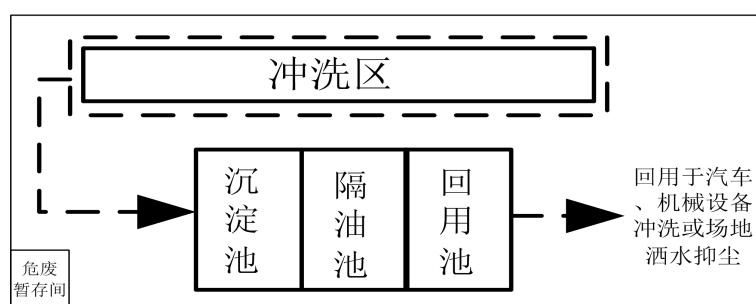 冲洗区
沉淀池
隔油池
回用池
回用于汽车
、机械设备
冲洗或场地
洒水抑尘
危废
暂存间